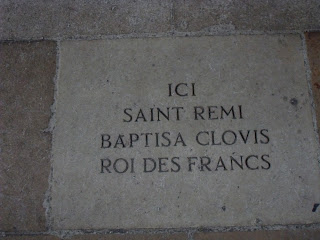 ICI
SAINT REMI
BAPTISA CLOVIS
ROI DES FRANCS